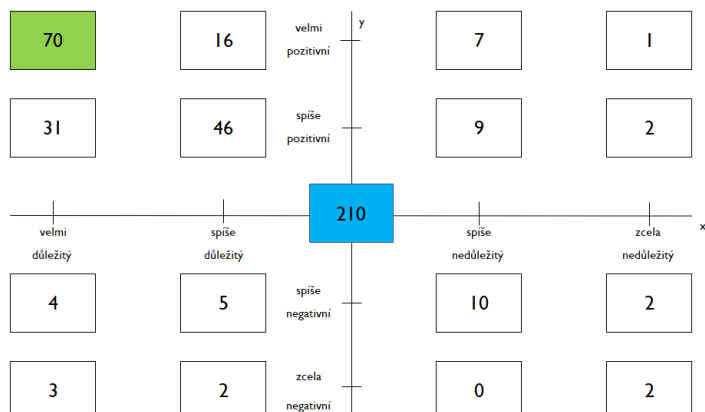 y
velmi
pozitivní
70 16 7 1
spíše
pozitivní
31 46 9 2
210
x
velmi
důležitý
spíše
důležitý
spíše
nedůležitý
zcela
nedůležitý
spíše
negativní
4 5 10 2
zcela
negativní
3 2 0 2